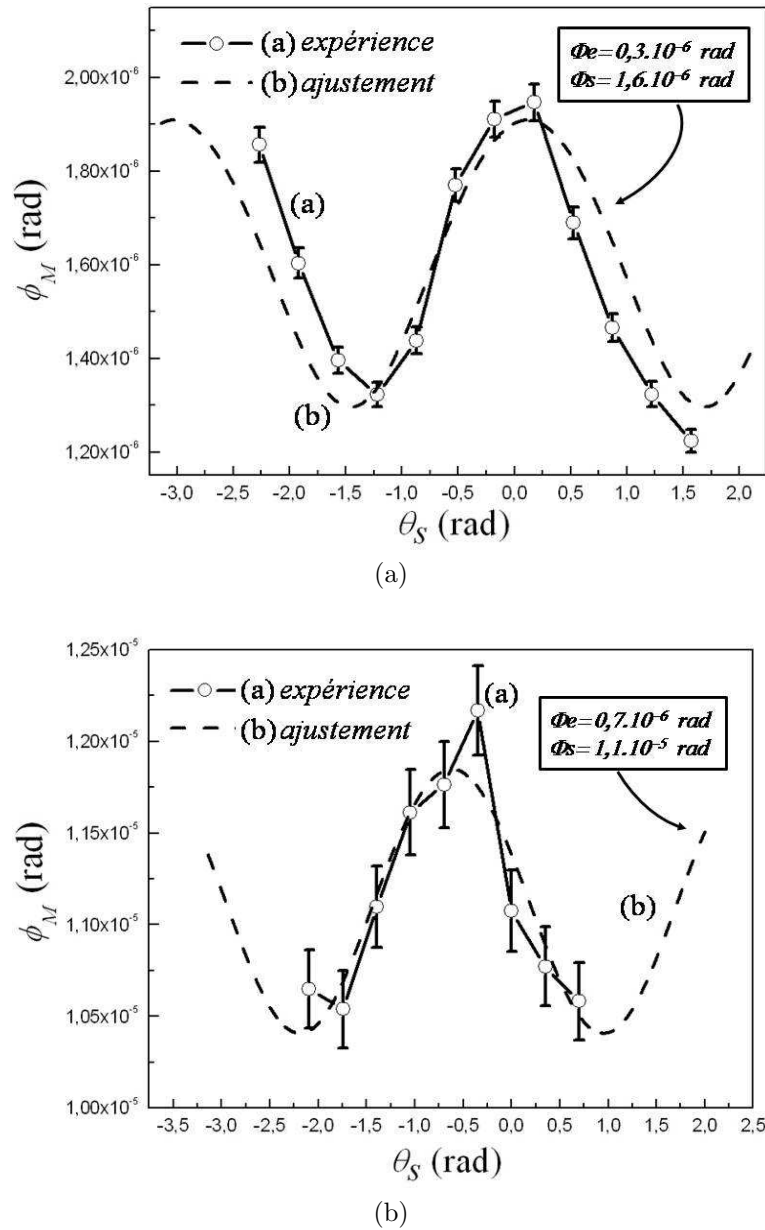 (a) expérience
(b) ajustement
Φe=0,3.10⁻⁶ rad
Φs=1,6.10⁻⁶ rad
2,00x10⁻⁶
1,80x10⁻⁶
1,60x10⁻⁶
1,40x10⁻⁶
1,20x10⁻⁶
ϕ_M (rad)
(a)
(b)
-3,0 -2,5 -2,0 -1,5 -1,0 -0,5 0,0 0,5 1,0 1,5 2,0
θ_S (rad)
(a)
1,25x10⁻⁵
1,20x10⁻⁵
1,15x10⁻⁵
1,10x10⁻⁵
1,05x10⁻⁵
1,00x10⁻⁵
ϕ_M (rad)
(a) expérience
(b) ajustement
(a)
Φe=0,7.10⁻⁶ rad
Φs=1,1.10⁻⁵ rad
(b)
-3,5 -3,0 -2,5 -2,0 -1,5 -1,0 -0,5 0,0 0,5 1,0 1,5 2,0 2,5
θ_S (rad)
(b)